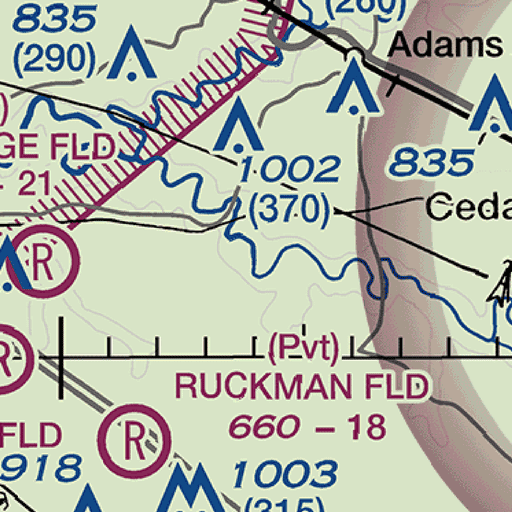 835
(290)
(260)
Adams
)
GE FLD
- 21
1002
(370)
835
Ceda
R
R
(Pvt)
RUCKMAN FLD
660 - 18
FLD
R
918
1003
(315)